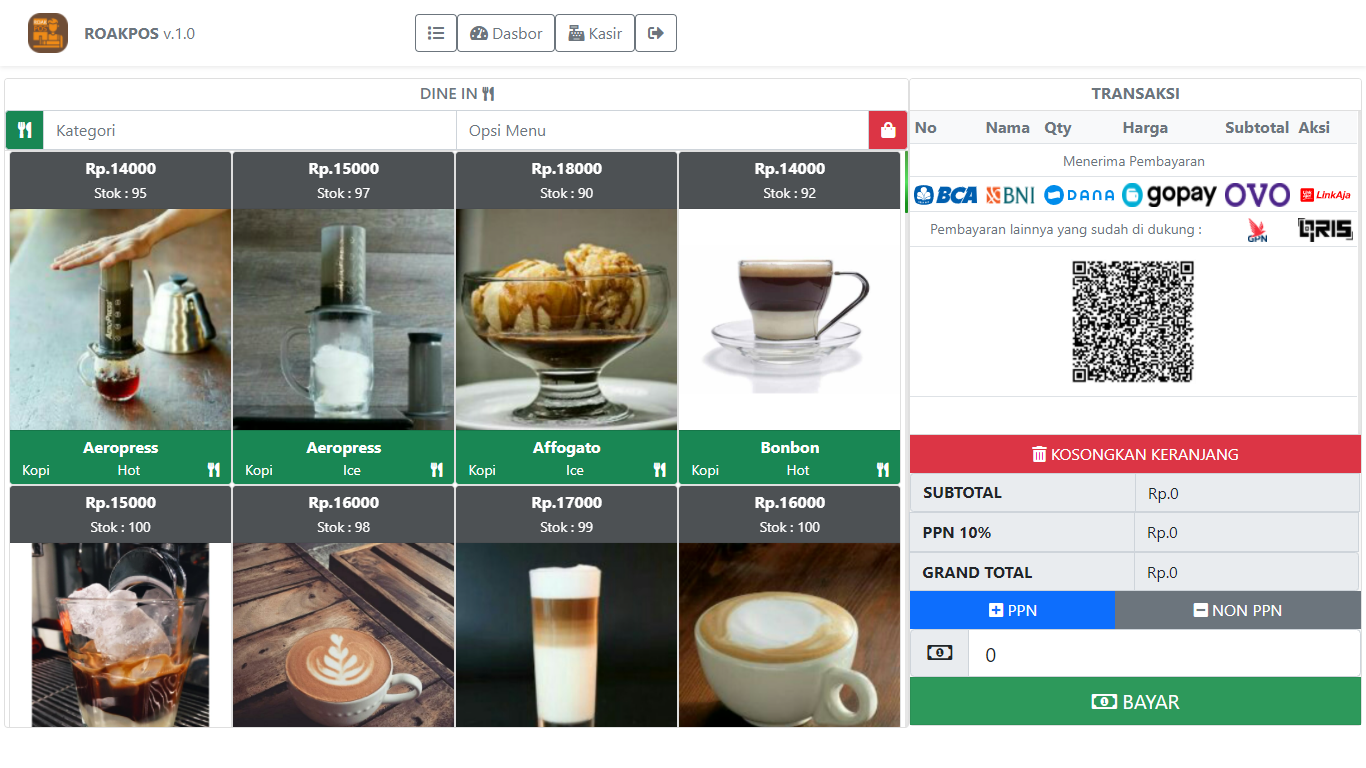 ROAKPOS v.1.0
Dasbor
Kasir
DINE IN
Kategori
Opsi Menu
Rp.14000
Stok : 95
Rp.15000
Stok : 97
Rp.18000
Stok : 90
Rp.14000
Stok : 92
Aeropress
Kopi Hot
Aeropress
Kopi Ice
Affogato
Kopi Ice
Bonbon
Kopi Hot
Rp.15000
Stok : 100
Rp.16000
Stok : 98
Rp.17000
Stok : 99
Rp.16000
Stok : 100
TRANSAKSI
No Nama Qty Harga Subtotal Aksi
Menerima Pembayaran
BCA BNI DANA gopay OVO LinkAja
Pembayaran lainnya yang sudah di dukung : GPN QRIS
KOSONGKAN KERANJANG
SUBTOTAL Rp.0
PPN 10% Rp.0
GRAND TOTAL Rp.0
PPN
NON PPN
0
BAYAR